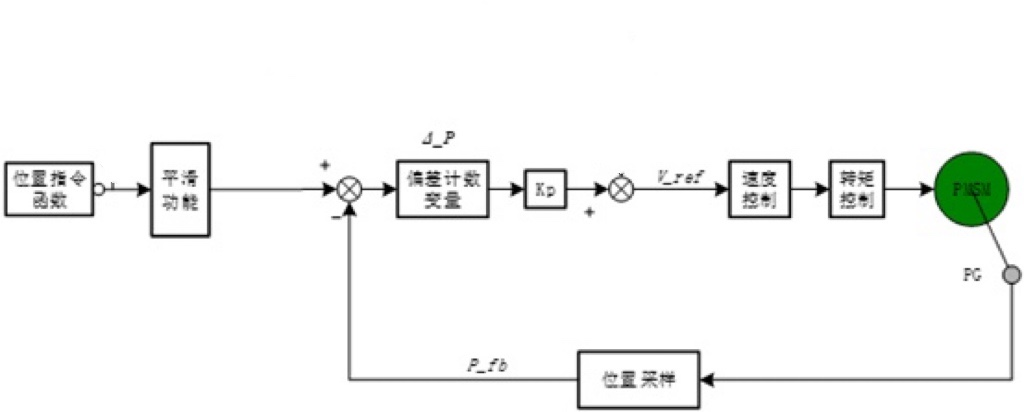 Δ_P
+
位置指令
函数
平滑
功能
−
偏差计数
变量
Kp
+
V_ref
速度
控制
转矩
控制
PMSM
PG
P_fb
位置采样